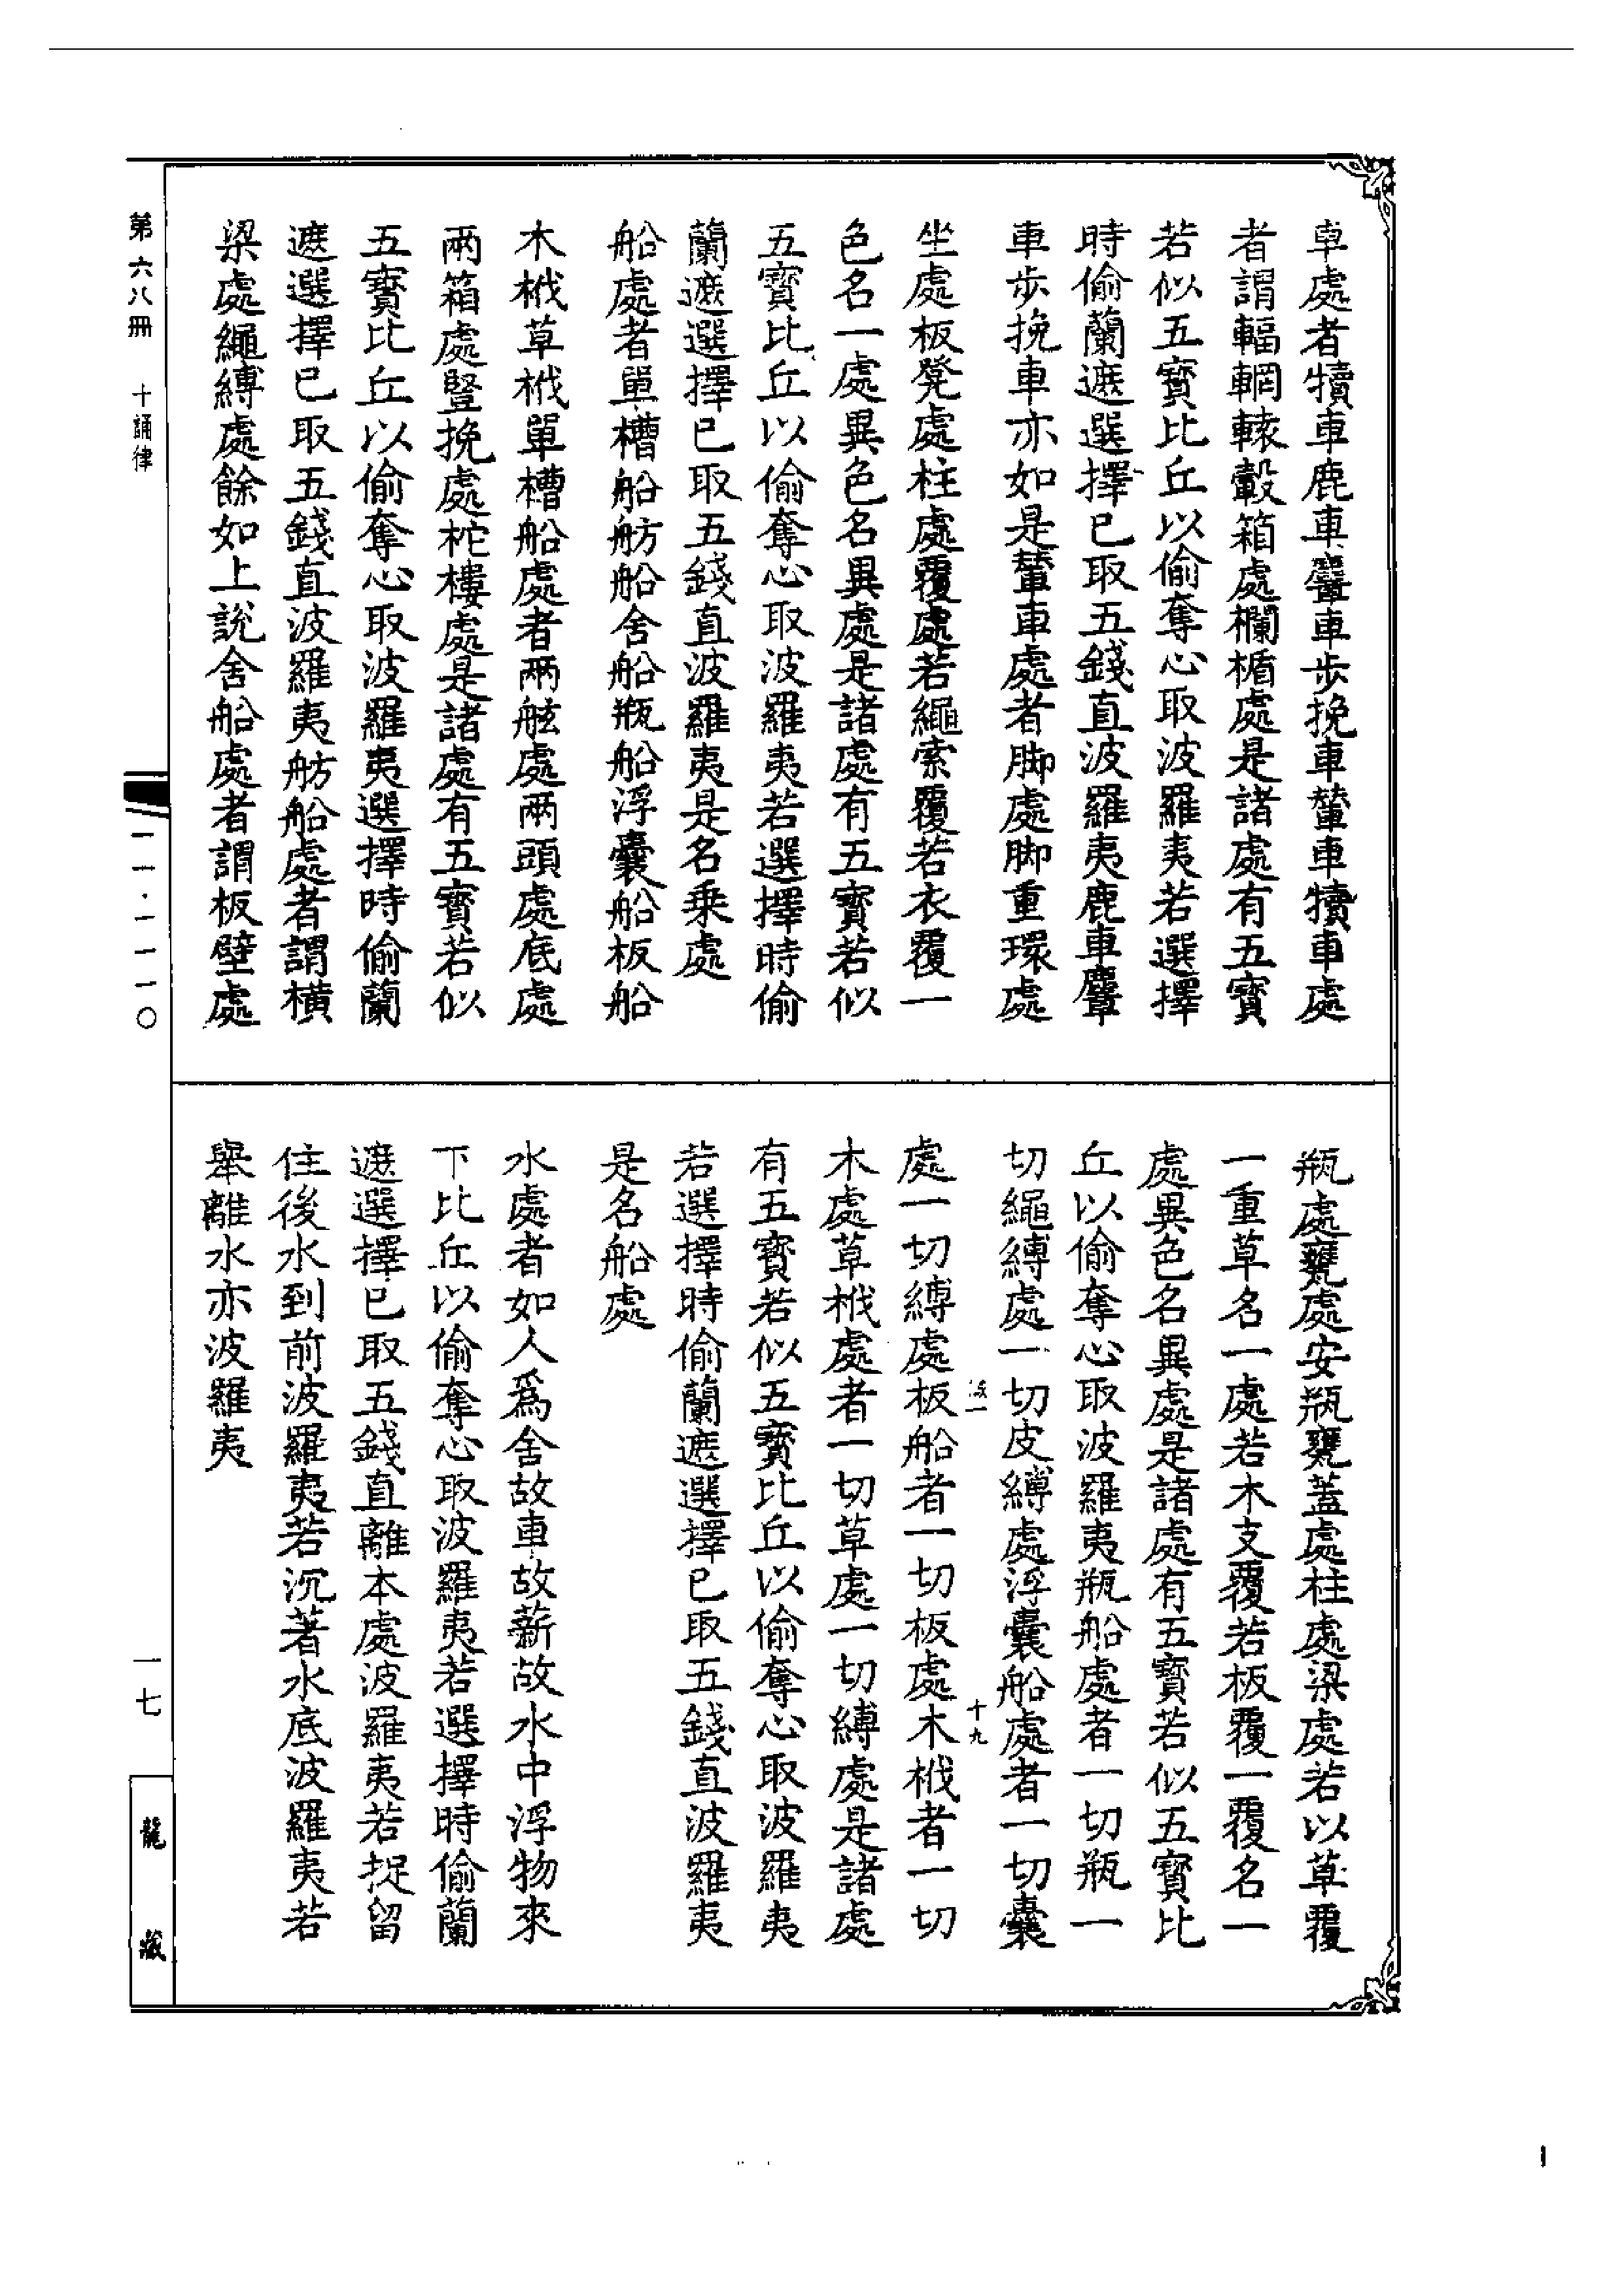 車處者犢車鹿車麞車步挽車輦車犢車處
者謂輻輞轅轂箱處欄楯處是諸處有五寶
若似五寶比丘以偷奪心取波羅夷若選擇
時偷蘭遮選擇已取五錢直波羅夷鹿車麞
車步挽車亦如是輦車處者脚處脚重環處
坐處板凳處柱處覆處若繩索覆若衣覆一
色名一處異色名異處是諸處有五寶若似
五寶比丘以偷奪心取波羅夷若選擇時偷
蘭遮選擇已取五錢直波羅夷是名乗處
船處者單槽船舫船舍船瓶船浮囊船板船
木栰草栰單槽船處者兩舷處兩頭處底處
兩箱處豎挽處柁樓處是諸處有五寶若似
五寶比丘以偷奪心取波羅夷選擇時偷蘭
遮選擇已取五錢直波羅夷舫船處者謂橫
梁處繩縛處餘如上說舍船處者謂板壁處
瓶處甕處安瓶甕蓋處柱處梁處若以草覆
一重草名一處若木支覆若板覆一覆名一
處異色名異處是諸處有五寶若似五寶比
丘以偷奪心取波羅夷瓶船處者一切瓶一
切繩縛處一切皮縛處浮囊船處者一切囊
十九
處一切縛處板船者一切板處木栰者一切
木處草栰處者一切草處一切縛處是諸處
有五寶若似五寶比丘以偷奪心取波羅夷
若選擇時偷蘭遮選擇已取五錢直波羅夷
是名船處
水處者如人爲舍故車故薪故水中浮物來
下比丘以偷奪心取波羅夷若選擇時偷蘭
遮選擇已取五錢直離本處波羅夷若捉留
住後水到前波羅夷若沉著水底波羅夷若
舉離水亦波羅夷
第六八冊 十誦律
一一·一一一〇
一七
龍藏